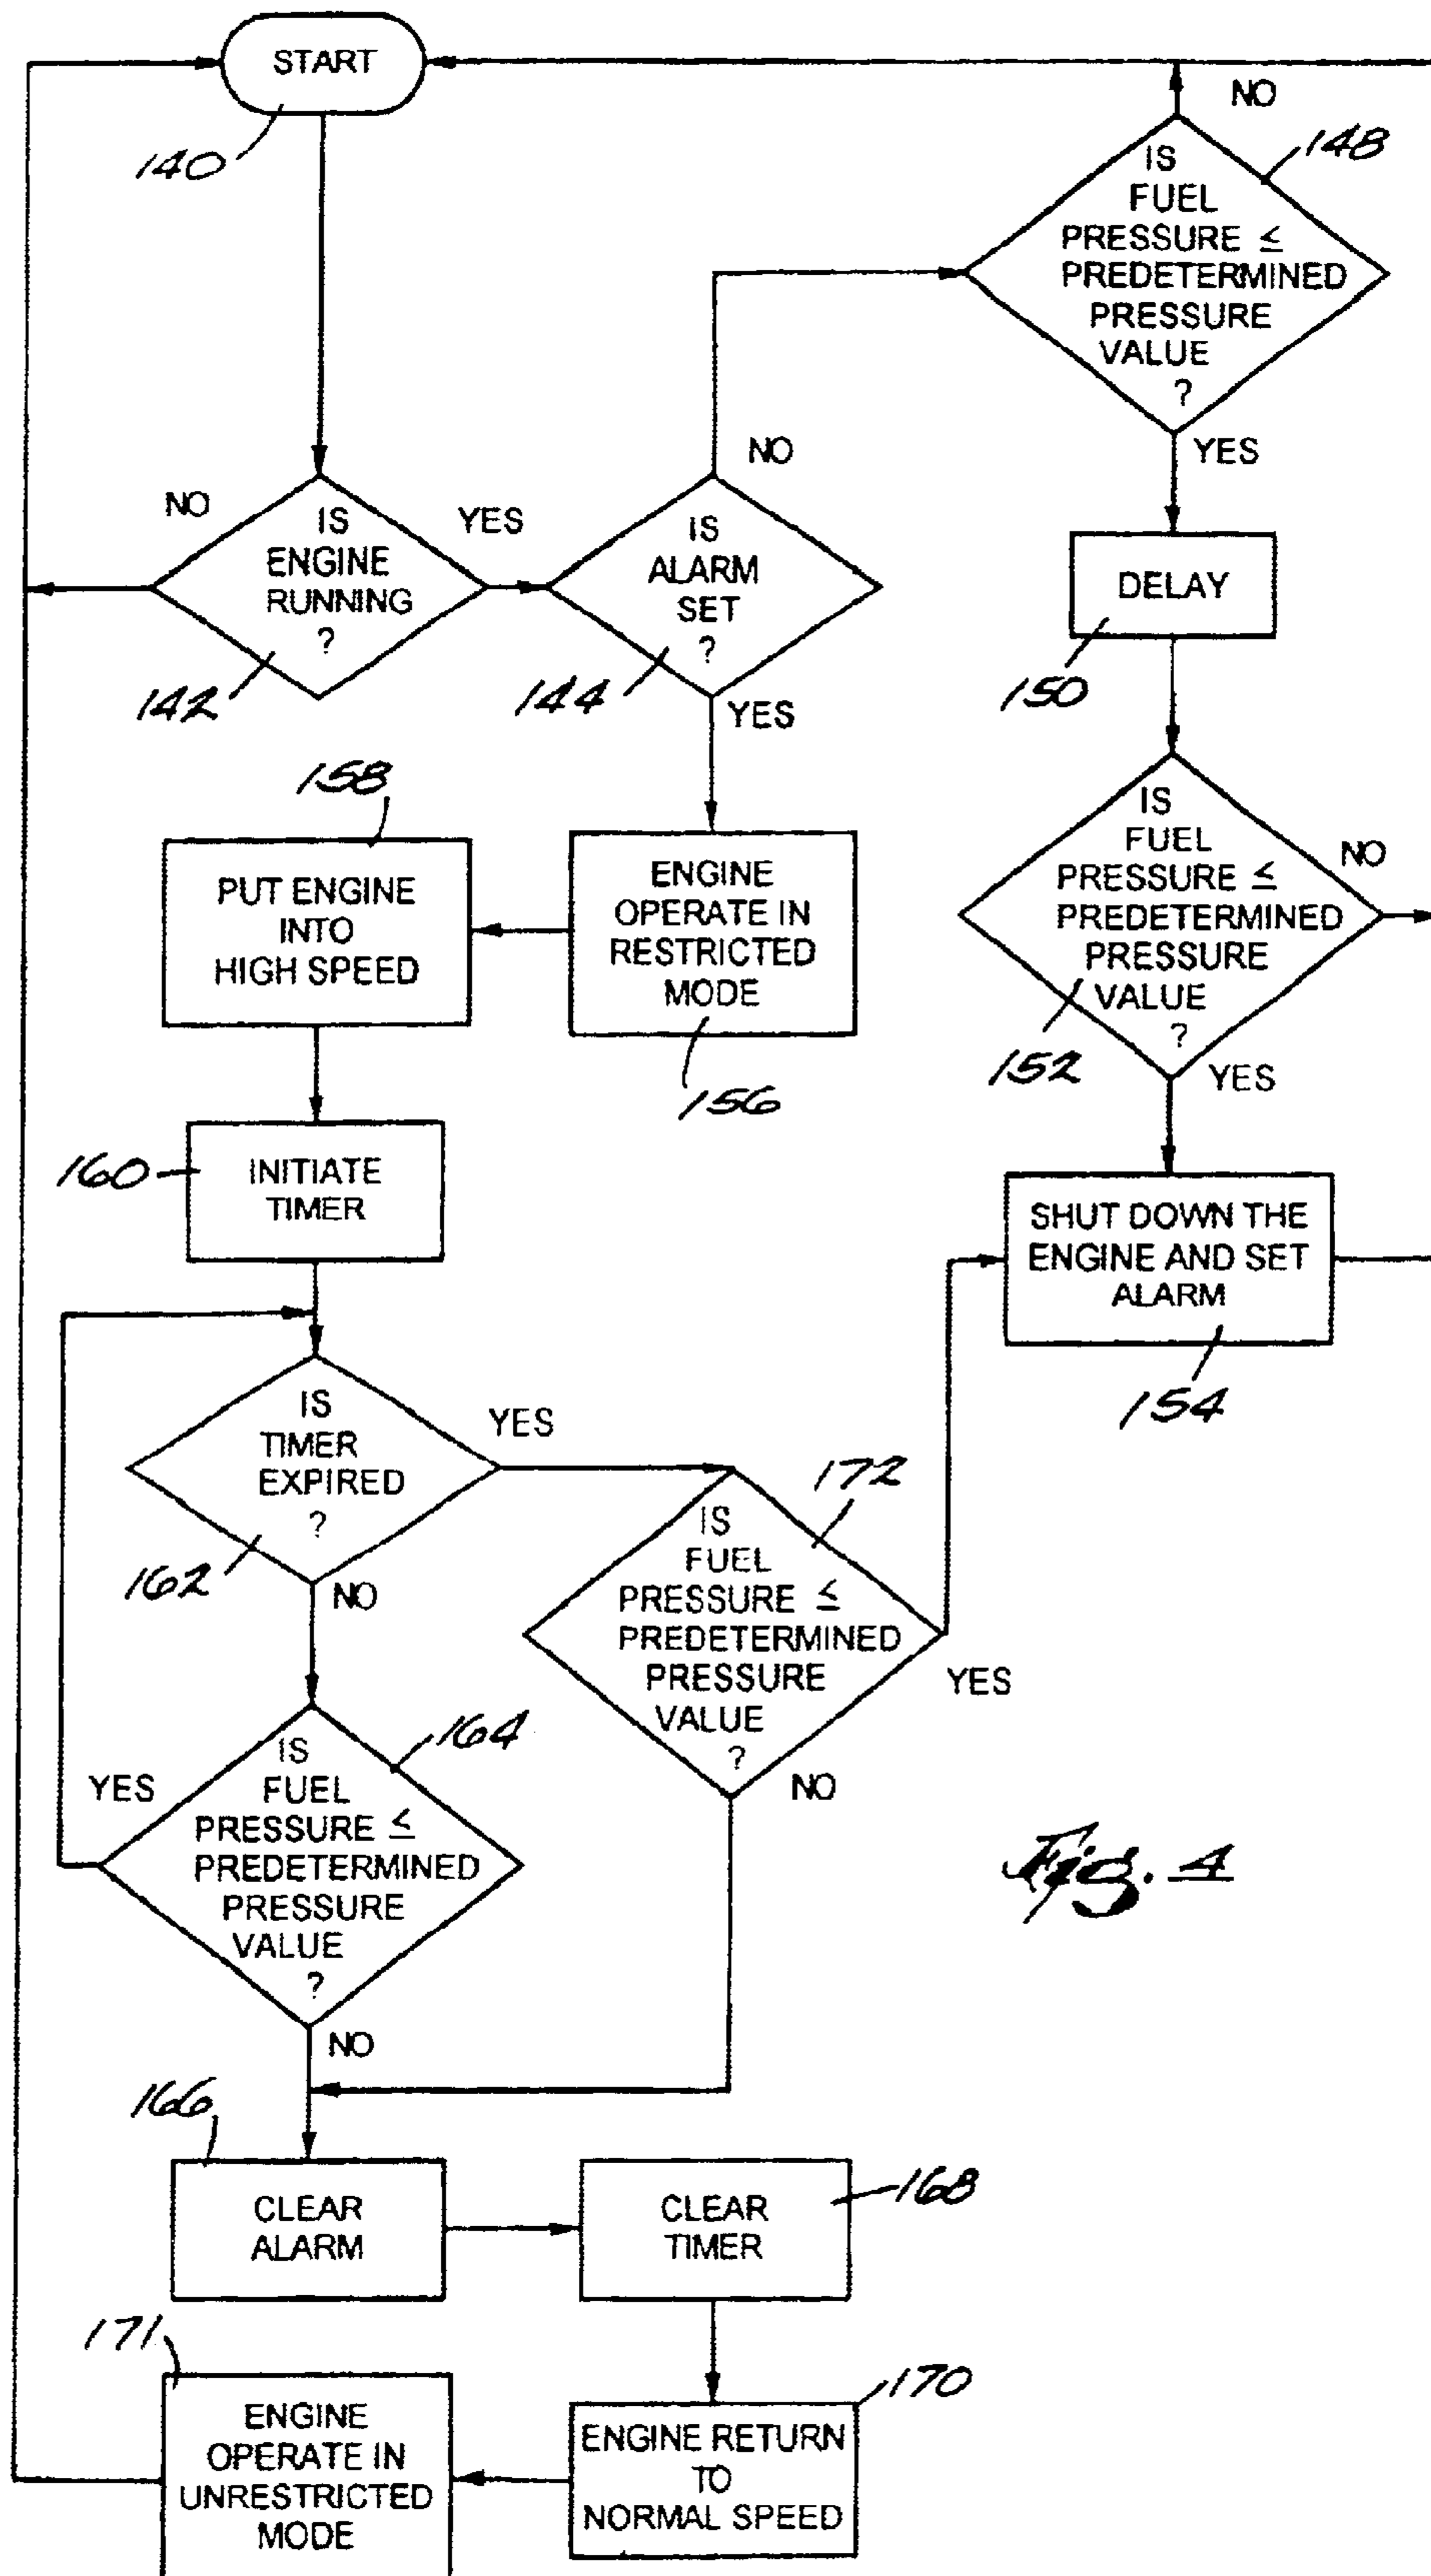 START
140
NO
148
IS
FUEL
PRESSURE ≤
PREDETERMINED
PRESSURE
VALUE
?
YES
NO
IS
ENGINE
RUNNING
?
142
YES
NO
IS
ALARM
SET
?
144
YES
DELAY
150
158
PUT ENGINE
INTO
HIGH SPEED
ENGINE
OPERATE IN
RESTRICTED
MODE
156
IS
FUEL
PRESSURE ≤
PREDETERMINED
PRESSURE
VALUE
?
NO
152
YES
160
INITIATE
TIMER
SHUT DOWN THE
ENGINE AND SET
ALARM
154
IS
TIMER
EXPIRED
?
YES
162
NO
172
IS
FUEL
PRESSURE ≤
PREDETERMINED
PRESSURE
VALUE
?
YES
NO
164
YES
IS
FUEL
PRESSURE ≤
PREDETERMINED
PRESSURE
VALUE
?
NO
Fig. 4
166
CLEAR
ALARM
CLEAR
TIMER
168
171
ENGINE
OPERATE IN
UNRESTRICTED
MODE
170
ENGINE RETURN
TO
NORMAL SPEED